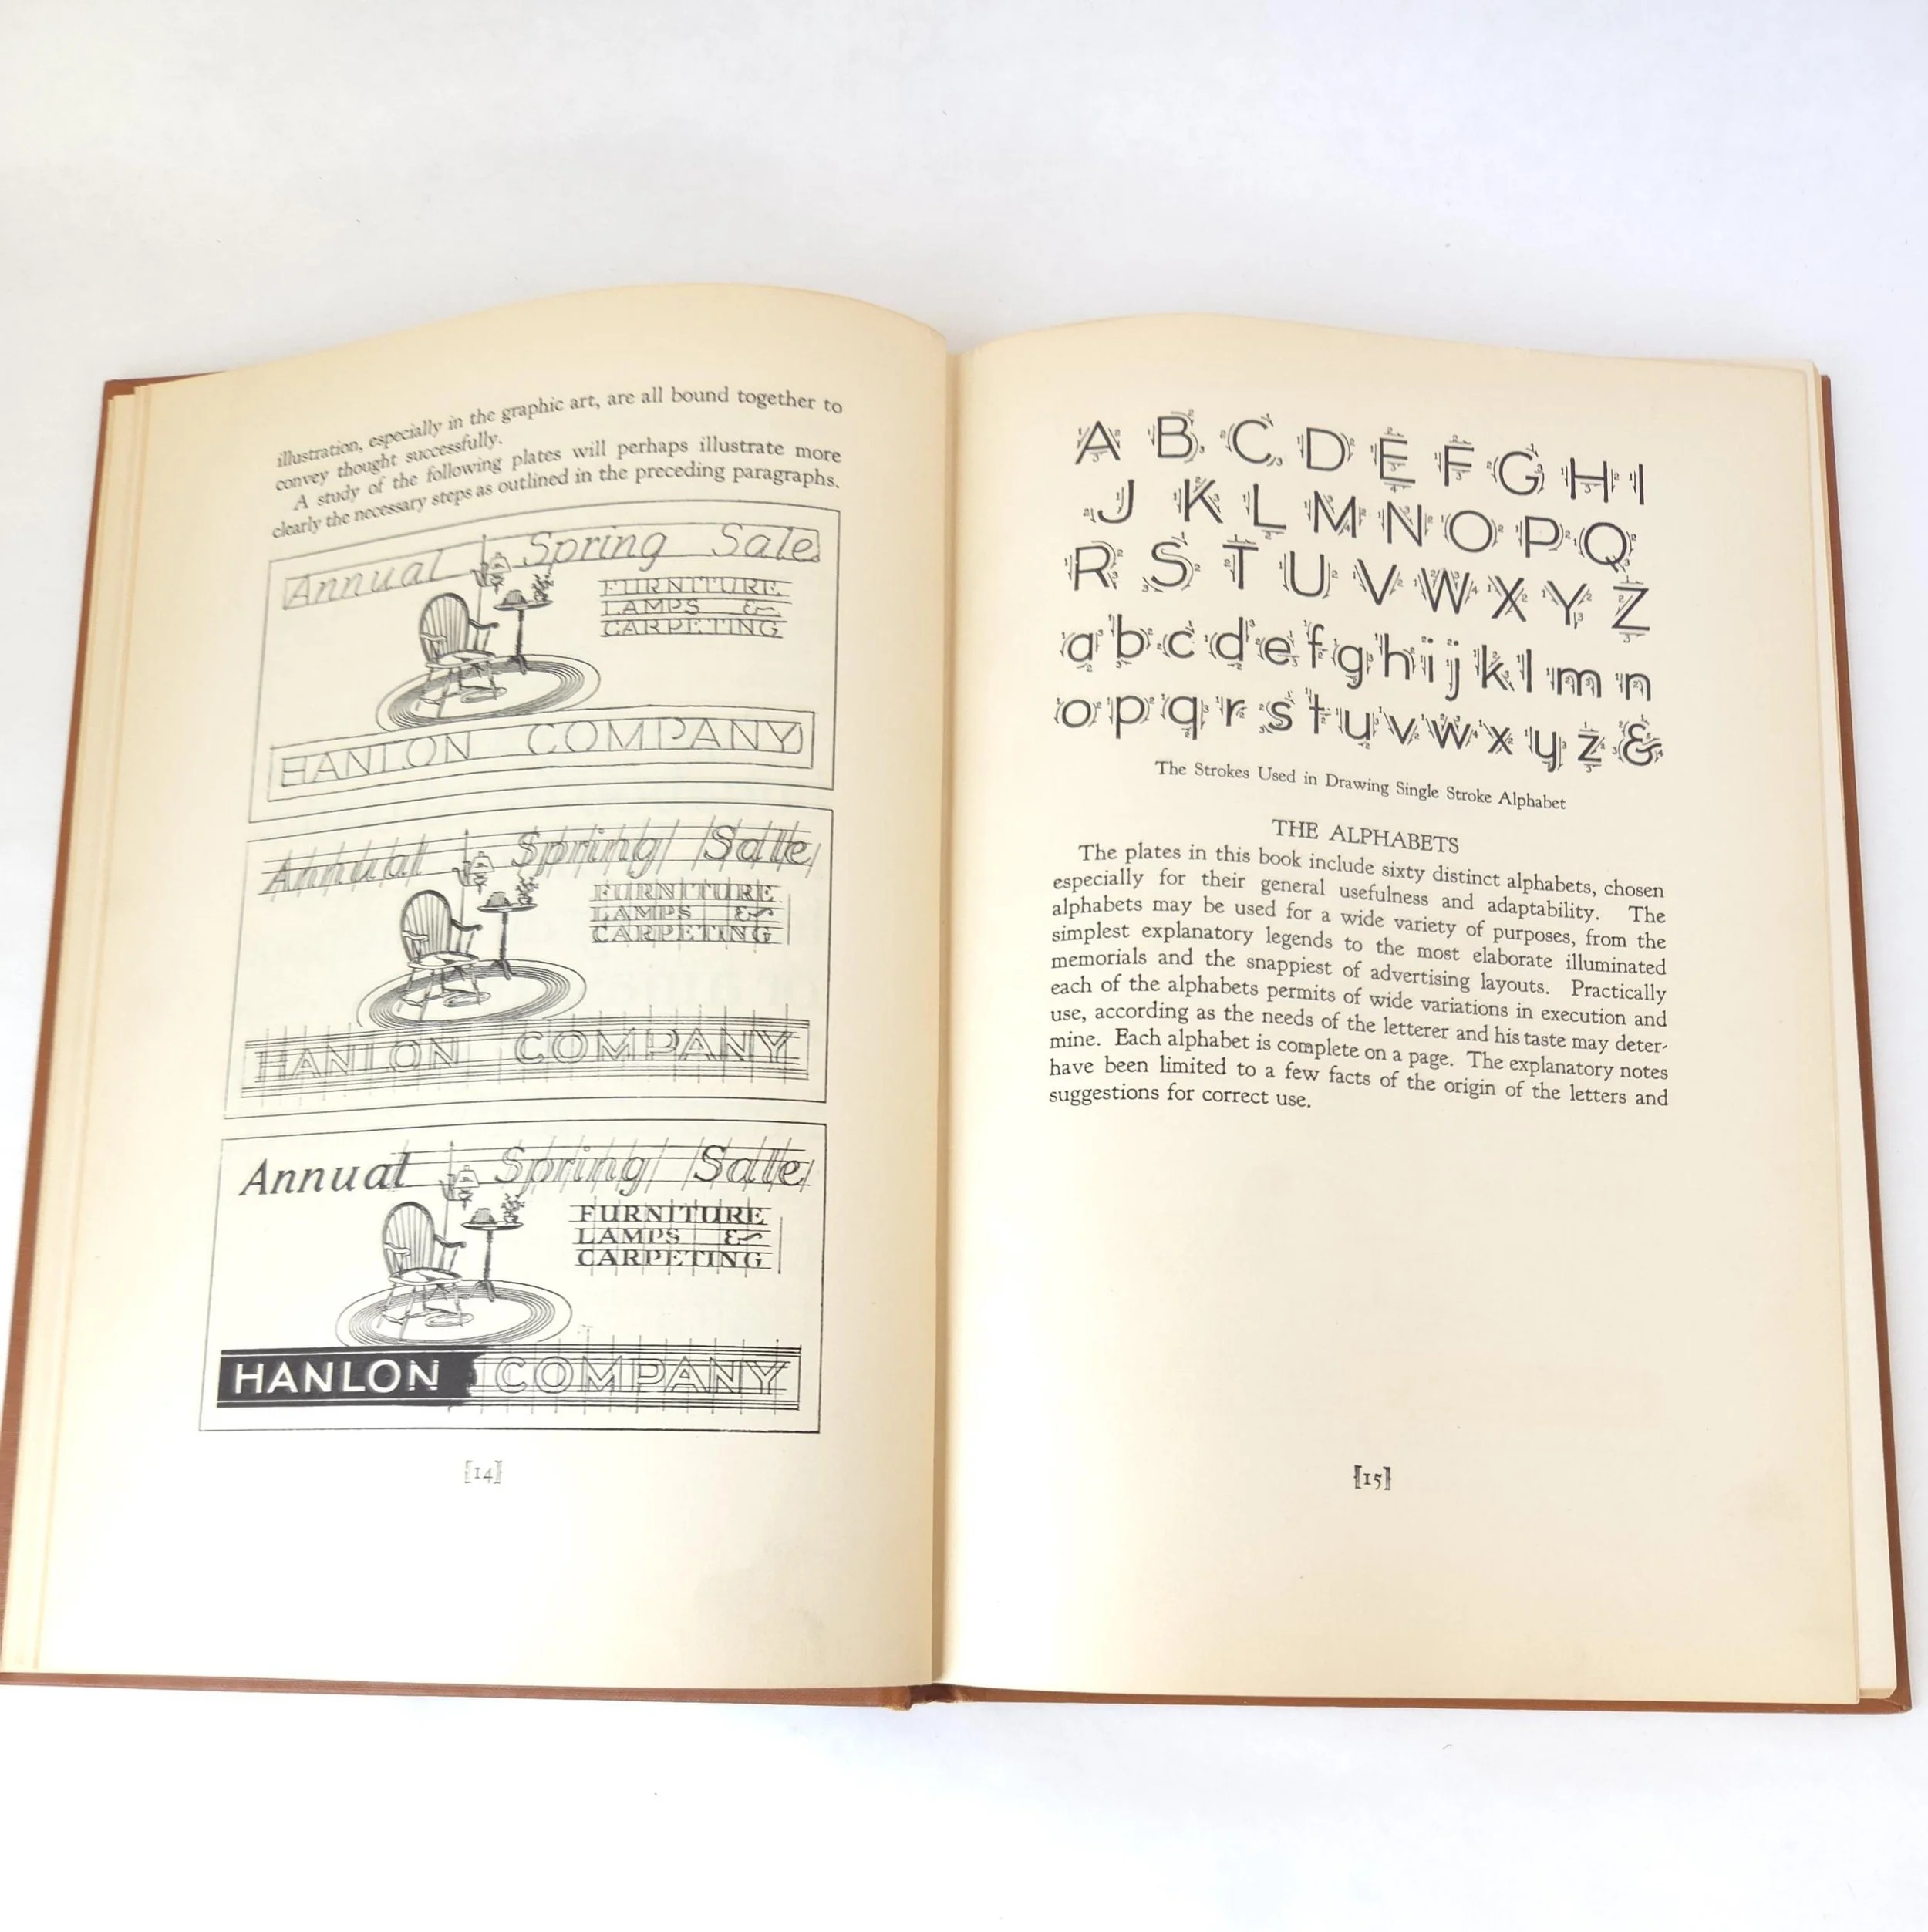 illustration, especially in the graphic art, are all bound together to
convey thought successfully.
A study of the following plates will perhaps illustrate more
clearly the necessary steps as outlined in the preceding paragraphs.
Annual Spring Sale
FURNITURE
LAMPS &
CARPETING
HANLON COMPANY
Annual Spring Sale
FURNITURE
LAMPS &
CARPETING
HANLON COMPANY
Annual Spring Sale
FURNITURE
LAMPS &
CARPETING
HANLON COMPANY
[14]
A B C D E F G H I
J K L M N O P Q
R S T U V W X Y Z
a b c d e f g h i j k l m n
o p q r s t u v w x y z &
The Strokes Used in Drawing Single Stroke Alphabet
THE ALPHABETS
The plates in this book include sixty distinct alphabets, chosen
especially for their general usefulness and adaptability. The
alphabets may be used for a wide variety of purposes, from the
simplest explanatory legends to the most elaborate illuminated
memorials and the snappiest of advertising layouts. Practically
each of the alphabets permits of wide variations in execution and
use, according as the needs of the letterer and his taste may deter-
mine. Each alphabet is complete on a page. The explanatory notes
have been limited to a few facts of the origin of the letters and
suggestions for correct use.
[15]